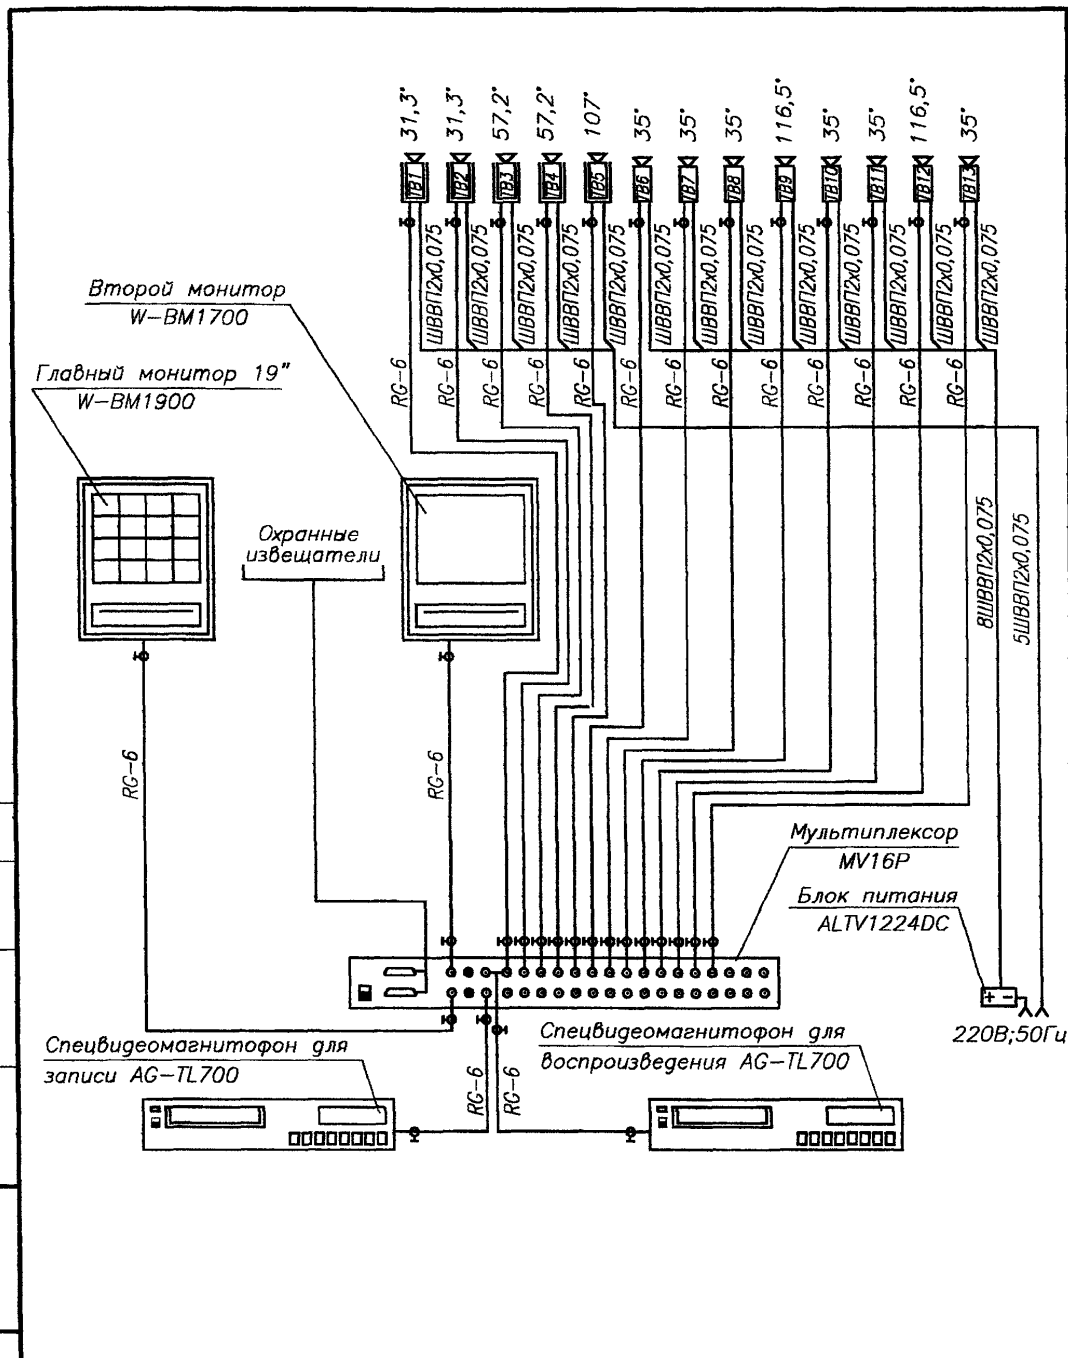 31,3°
31,3°
57,2°
57,2°
107°
35°
35°
35°
116,5°
35°
35°
116,5°
35°
ТВ1
ТВ2
ТВ3
ТВ4
ТВ5
ТВ6
ТВ7
ТВ8
ТВ9
ТВ10
ТВ11
ТВ12
ТВ13
ШВВП2х0,075
ШВВП2х0,075
ШВВП2х0,075
ШВВП2х0,075
ШВВП2х0,075
ШВВП2х0,075
ШВВП2х0,075
ШВВП2х0,075
ШВВП2х0,075
ШВВП2х0,075
ШВВП2х0,075
ШВВП2х0,075
ШВВП2х0,075
RG-6
RG-6
RG-6
RG-6
RG-6
RG-6
RG-6
RG-6
RG-6
RG-6
RG-6
RG-6
RG-6
Второй монитор
W-BM1700
Главный монитор 19"
W-BM1900
Охранные
извещатели
8ШВВП2х0,075
5ШВВП2х0,075
RG-6
RG-6
Мультиплексор
MV16P
Блок питания
ALTV1224DC
+ -
220В;50Гц
Спецвидеомагнитофон для
записи AG-TL700
RG-6
RG-6
Спецвидеомагнитофон для
воспроизведения AG-TL700